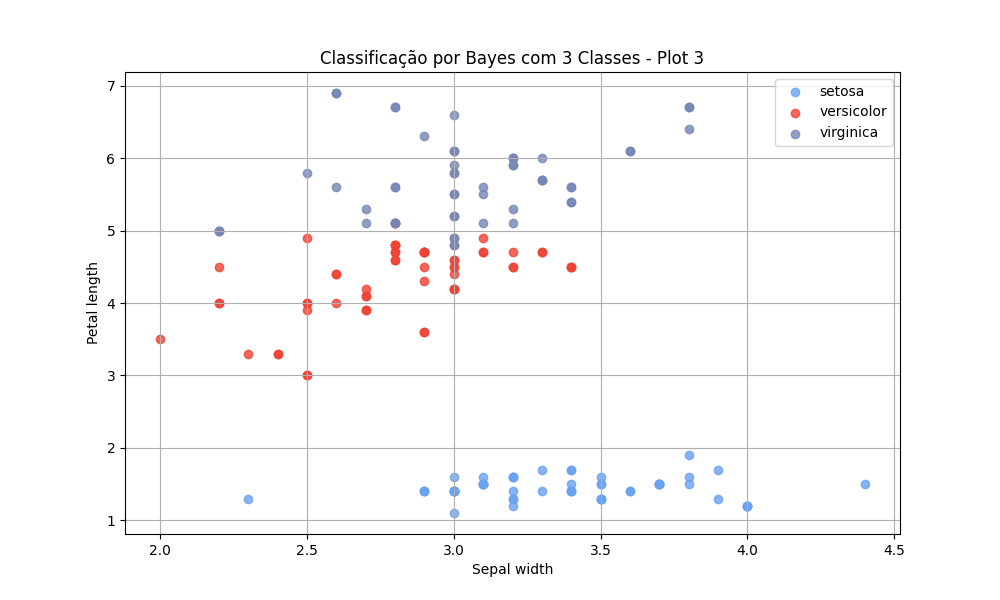 Classificação por Bayes com 3 Classes - Plot 3
setosa
versicolor
virginica
Petal length
7
6
5
4
3
2
1
2.0 2.5 3.0 3.5 4.0 4.5
Sepal width